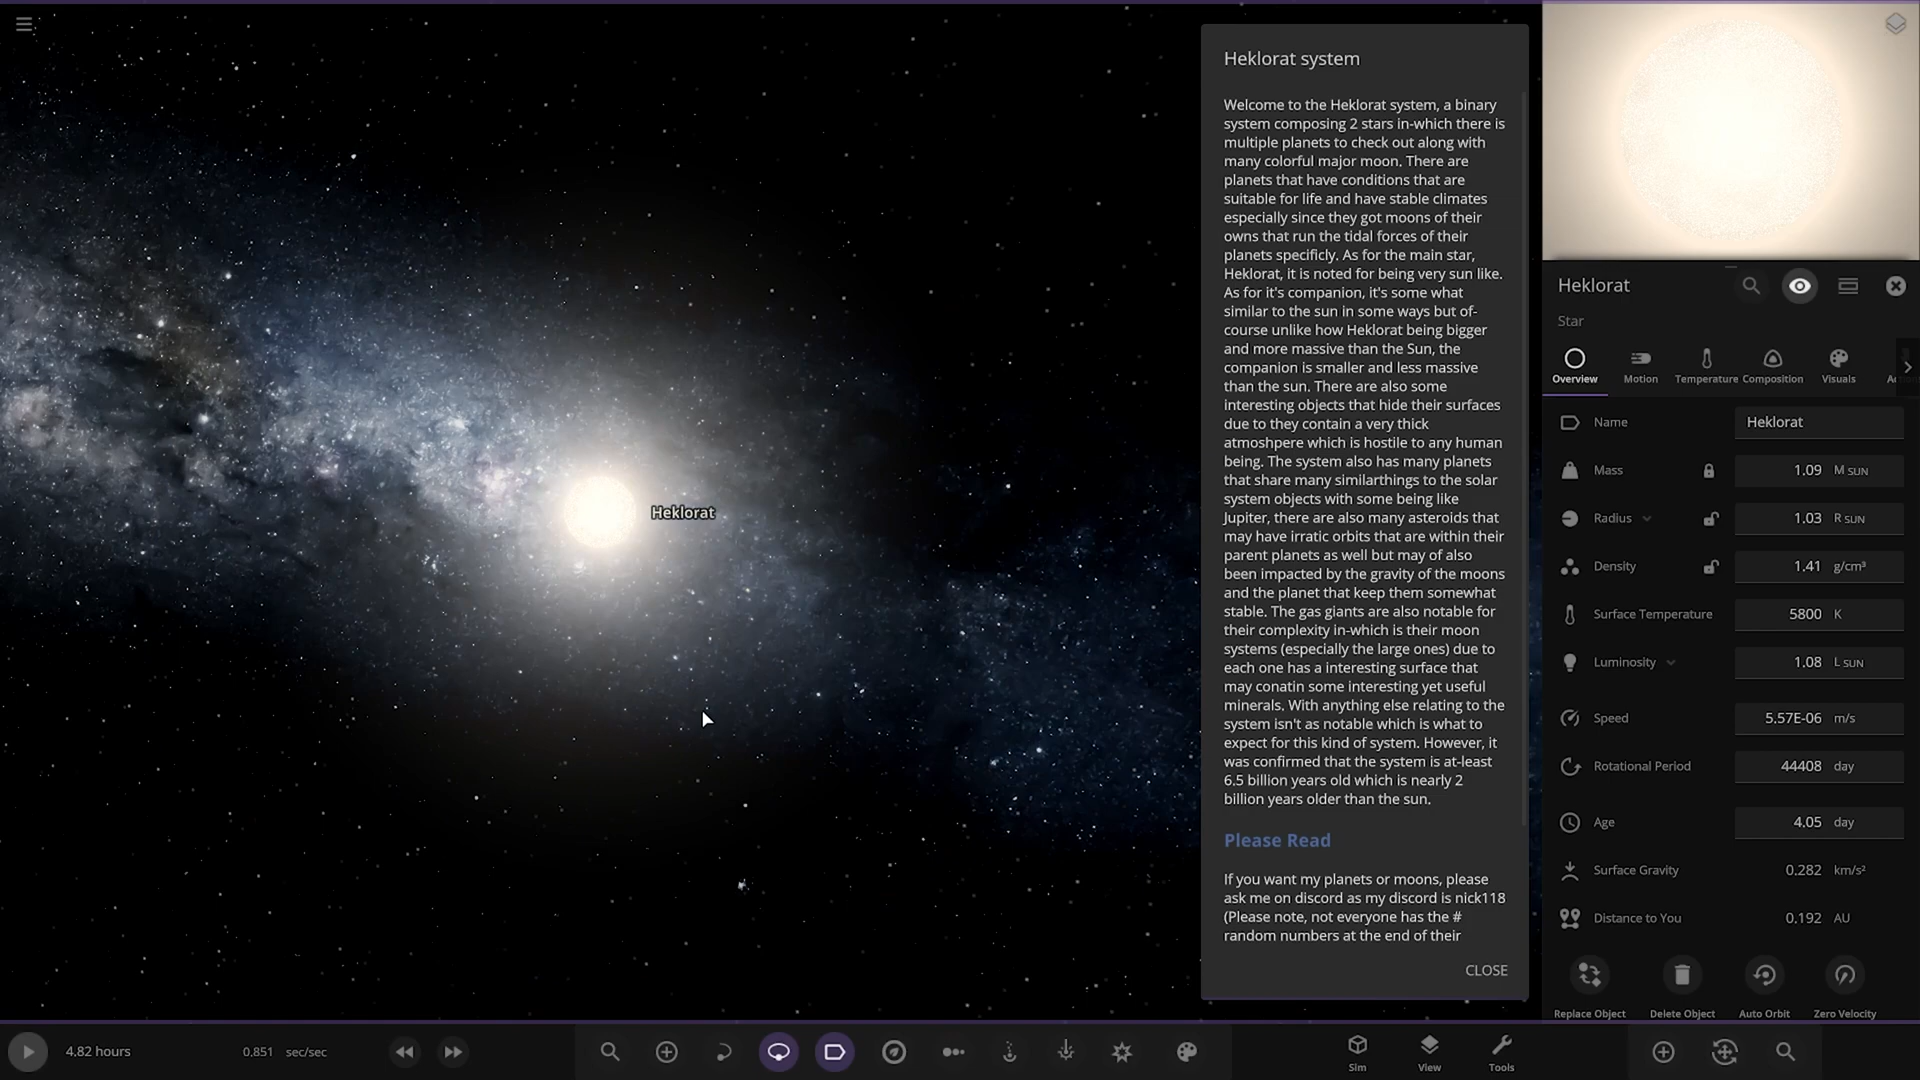 Heklorat system
Welcome to the Heklorat system, a binary
system composing 2 stars in-which there is
multiple planets to check out along with
many colorful major moon. There are
planets that have conditions that are
suitable for life and have stable climates
especially since they got moons of their
owns that run the tidal forces of their
planets specificly. As for the main star,
Heklorat, it is noted for being very sun like.
As for it's companion, it's some what
similar to the sun in some ways but of-
course unlike how Heklorat being bigger
and more massive than the Sun, the
companion is smaller and less massive
than the sun. There are also some
interesting objects that hide their surfaces
due to they contain a very thick
atmoshpere which is hostile to any human
being. The system also has many planets
that share many similarthings to the solar
system objects with some being like
Jupiter, there are also many asteroids that
may have irratic orbits that are within their
parent planets as well but may of also
been impacted by the gravity of the moons
and the planet that keep them somewhat
stable. The gas giants are also notable for
their complexity in-which is their moon
systems (especially the large ones) due to
each one has a interesting surface that
may conatin some interesting yet useful
minerals. With anything else relating to the
system isn't as notable which is what to
expect for this kind of system. However, it
was confirmed that the system is at-least
6.5 billion years old which is nearly 2
billion years older than the sun.
Please Read
If you want my planets or moons, please
ask me on discord as my discord is nick118
(Please note, not everyone has the #
random numbers at the end of their
CLOSE
Heklorat
Heklorat
Star
Overview Motion Temperature Composition Visuals
Name Heklorat
Mass 1.09 M SUN
Radius 1.03 R SUN
Density 1.41 g/cm³
Surface Temperature 5800 K
Luminosity 1.08 L SUN
Speed 5.57E-06 m/s
Rotational Period 44408 day
Age 4.05 day
Surface Gravity 0.282 km/s²
Distance to You 0.192 AU
Replace Object Delete Object Auto Orbit Zero Velocity
4.82 hours 0.851 sec/sec
Sim View Tools